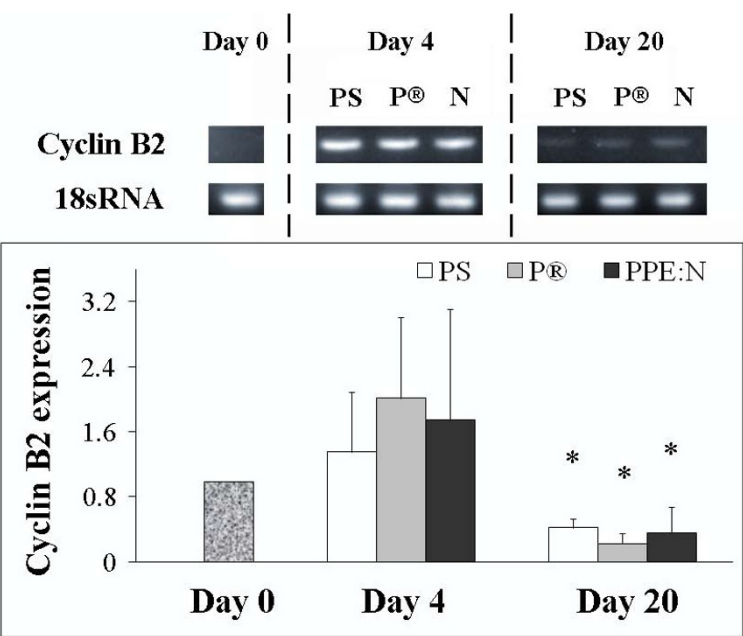 Day 0 Day 4 Day 20
PS P® N PS P® N
Cyclin B2
18sRNA
PS P® PPE:N
Cyclin B2 expression
3.2
2.4
1.6
0.8
0
* * *
Day 0 Day 4 Day 20